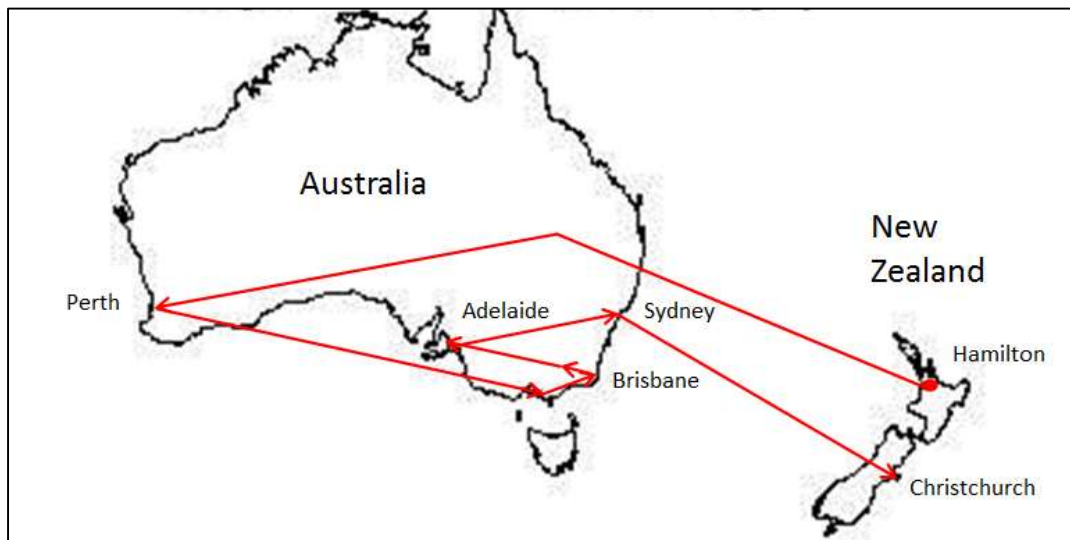 Australia
New
Zealand
Perth
Adelaide
Sydney
Hamilton
Brisbane
Christchurch